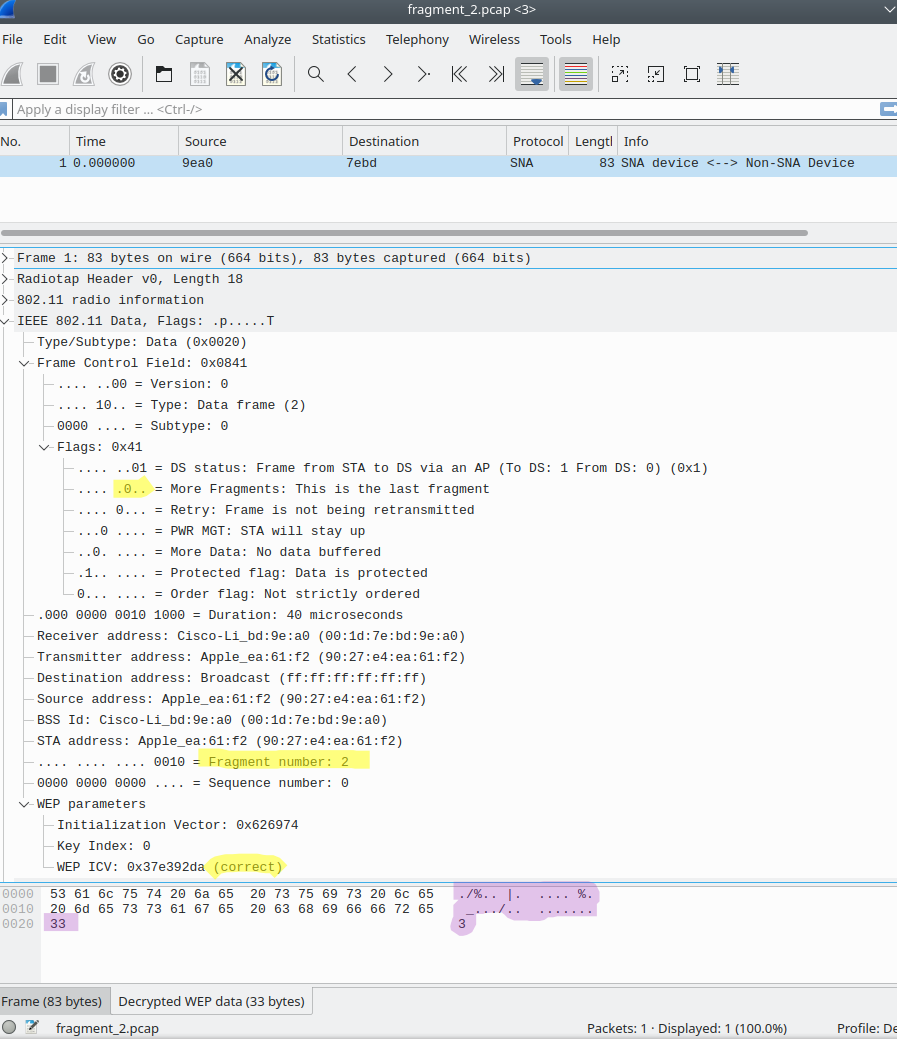 fragment_2.pcap <3>
File Edit View Go Capture Analyze Statistics Telephony Wireless Tools Help
Apply a display filter ... <Ctrl-/>
No. Time Source Destination Protocol Lengtl Info
1 0.000000 9ea0 7ebd SNA 83 SNA device <--> Non-SNA Device
Frame 1: 83 bytes on wire (664 bits), 83 bytes captured (664 bits)
Radiotap Header v0, Length 18
802.11 radio information
IEEE 802.11 Data, Flags: .p.....T
Type/Subtype: Data (0x0020)
Frame Control Field: 0x0841
.... ..00 = Version: 0
.... 10.. = Type: Data frame (2)
0000 .... = Subtype: 0
Flags: 0x41
.... ..01 = DS status: Frame from STA to DS via an AP (To DS: 1 From DS: 0) (0x1)
.... .0.. = More Fragments: This is the last fragment
.... 0... = Retry: Frame is not being retransmitted
...0 .... = PWR MGT: STA will stay up
..0. .... = More Data: No data buffered
.1.. .... = Protected flag: Data is protected
0... .... = Order flag: Not strictly ordered
.000 0000 0010 1000 = Duration: 40 microseconds
Receiver address: Cisco-Li_bd:9e:a0 (00:1d:7e:bd:9e:a0)
Transmitter address: Apple_ea:61:f2 (90:27:e4:ea:61:f2)
Destination address: Broadcast (ff:ff:ff:ff:ff:ff)
Source address: Apple_ea:61:f2 (90:27:e4:ea:61:f2)
BSS Id: Cisco-Li_bd:9e:a0 (00:1d:7e:bd:9e:a0)
STA address: Apple_ea:61:f2 (90:27:e4:ea:61:f2)
.... .... .... 0010 = Fragment number: 2
0000 0000 0000 .... = Sequence number: 0
WEP parameters
Initialization Vector: 0x626974
Key Index: 0
WEP ICV: 0x37e392da (correct)
0000 53 61 6c 75 74 20 6a 65 20 73 75 69 73 20 6c 65 ./%.. |. .... %.
0010 20 6d 65 73 73 61 67 65 20 63 68 69 66 66 72 65 _.../.. .......
0020 33 3
Frame (83 bytes) Decrypted WEP data (33 bytes)
fragment_2.pcap Packets: 1 · Displayed: 1 (100.0%) Profile: De